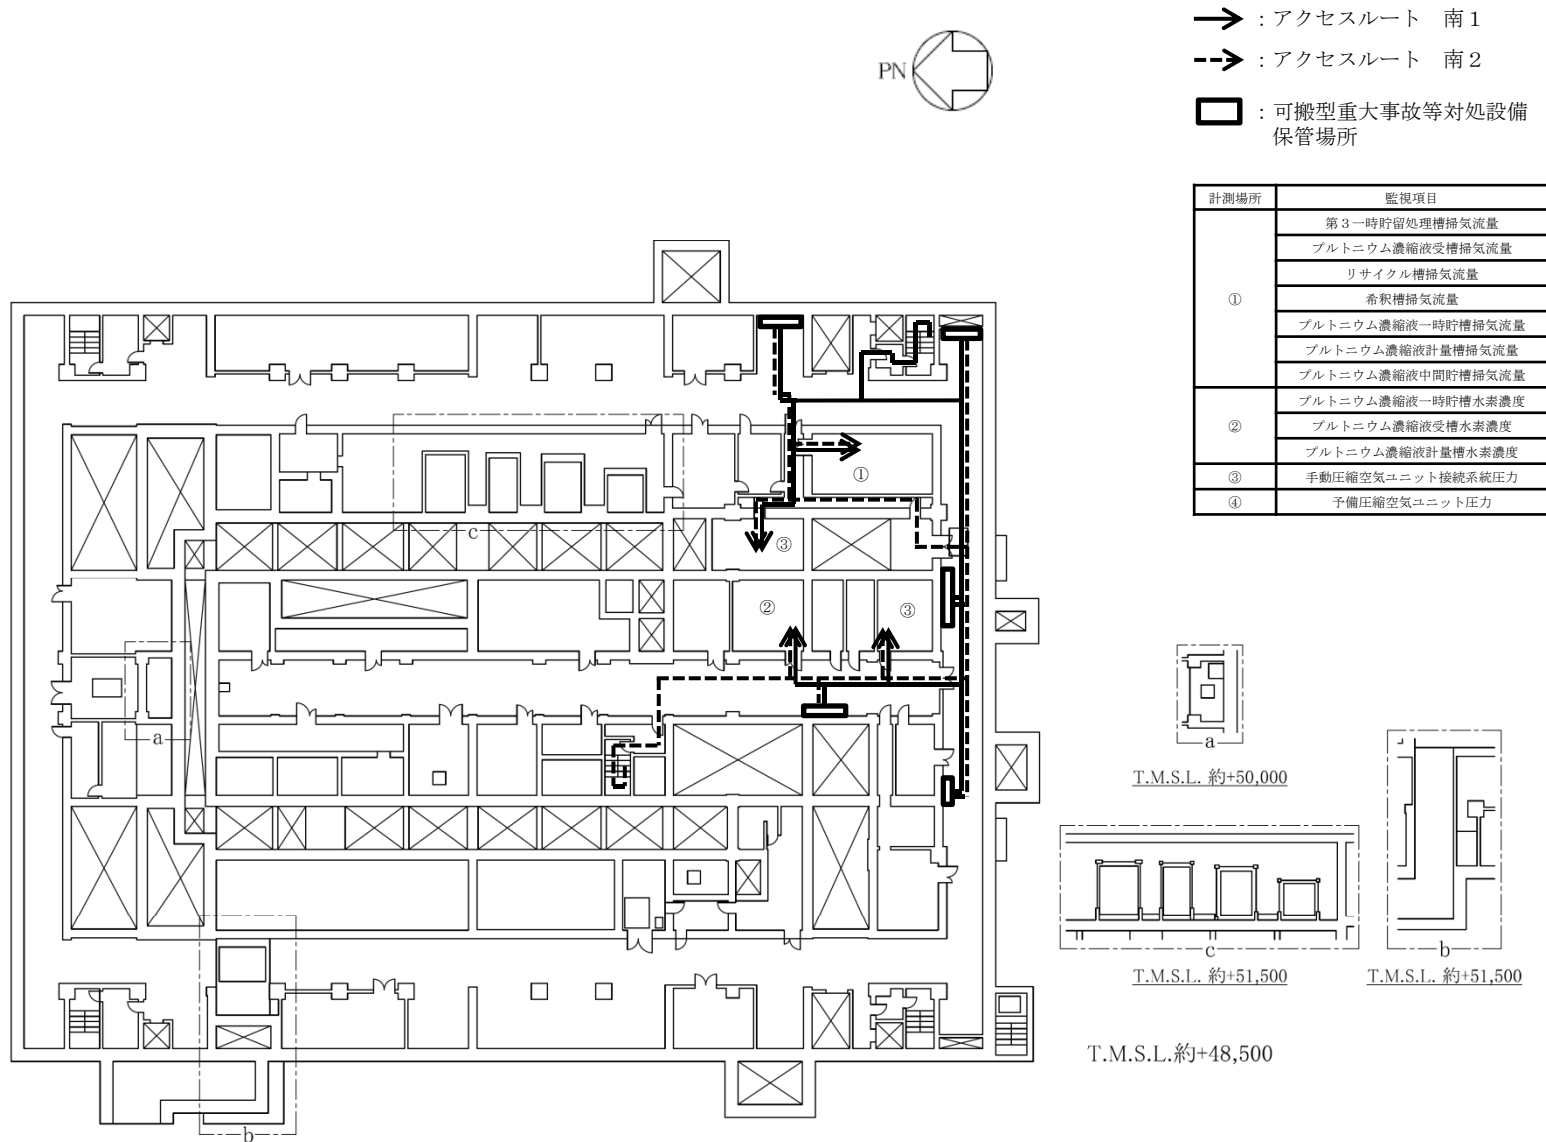 ：アクセスルート　南１
：アクセスルート　南２
：可搬型重大事故等対処設備
保管場所
PN
計測場所　監視項目
①
第３一時貯留処理槽掃気流量
プルトニウム濃縮液受槽掃気流量
リサイクル槽掃気流量
希釈槽掃気流量
プルトニウム濃縮液一時貯槽掃気流量
プルトニウム濃縮液計量槽掃気流量
プルトニウム濃縮液中間貯槽掃気流量
②
プルトニウム濃縮液一時貯槽水素濃度
プルトニウム濃縮液受槽水素濃度
プルトニウム濃縮液計量槽水素濃度
③　手動圧縮空気ユニット接続系統圧力
④　予備圧縮空気ユニット圧力
①
c
③
②
③
a
b
a
T.M.S.L. 約+50,000
c
T.M.S.L. 約+51,500
b
T.M.S.L. 約+51,500
T.M.S.L.約+48,500